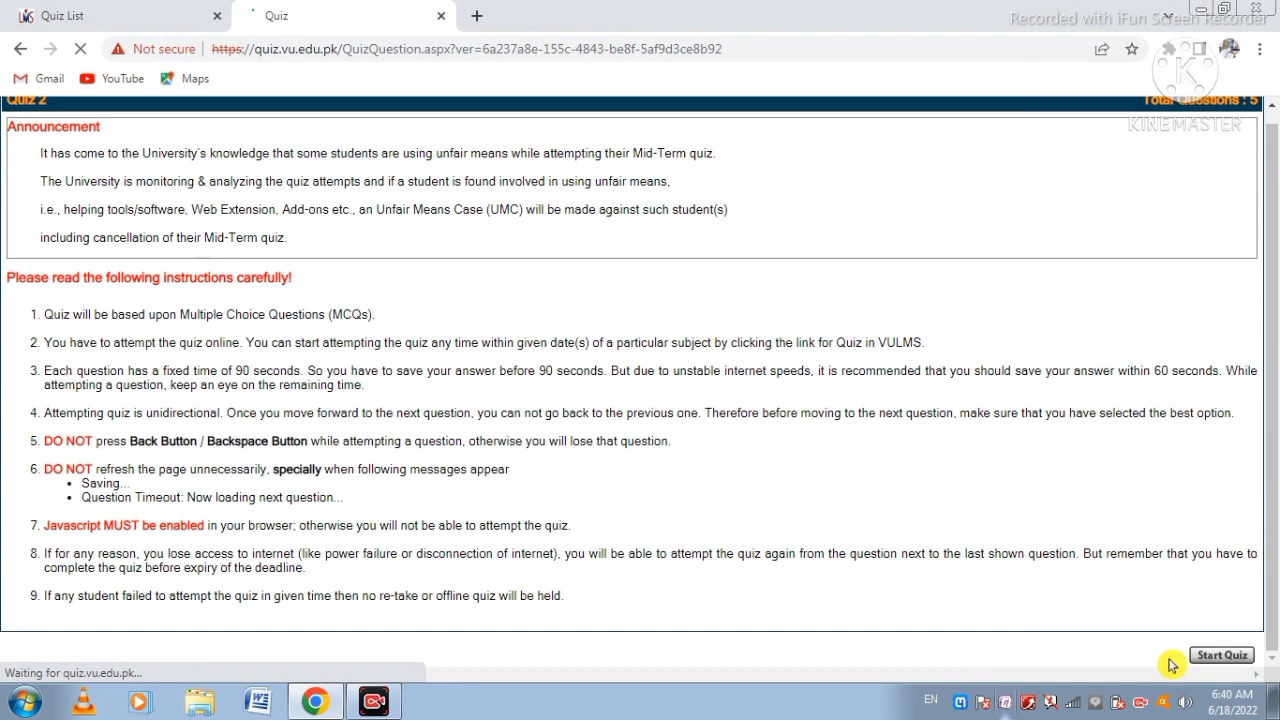 Quiz List
Quiz
Recorded with iFun Screen Recorder
Not secure
https://quiz.vu.edu.pk/QuizQuestion.aspx?ver=6a237a8e-155c-4843-be8f-5af9d3ce8b92
Gmail
YouTube
Maps
K
KINEMASTER
Quiz 2
Total Questions : 5
Announcement
It has come to the University's knowledge that some students are using unfair means while attempting their Mid-Term quiz.
The University is monitoring & analyzing the quiz attempts and if a student is found involved in using unfair means,
i.e., helping tools/software, Web Extension, Add-ons etc., an Unfair Means Case (UMC) will be made against such student(s)
including cancellation of their Mid-Term quiz.
Please read the following instructions carefully!
1. Quiz will be based upon Multiple Choice Questions (MCQs).
2. You have to attempt the quiz online. You can start attempting the quiz any time within given date(s) of a particular subject by clicking the link for Quiz in VULMS.
3. Each question has a fixed time of 90 seconds. So you have to save your answer before 90 seconds. But due to unstable internet speeds, it is recommended that you should save your answer within 60 seconds. While
attempting a question, keep an eye on the remaining time.
4. Attempting quiz is unidirectional. Once you move forward to the next question, you can not go back to the previous one. Therefore before moving to the next question, make sure that you have selected the best option.
5. DO NOT press Back Button / Backspace Button while attempting a question, otherwise you will lose that question.
6. DO NOT refresh the page unnecessarily, specially when following messages appear
• Saving...
• Question Timeout: Now loading next question...
7. Javascript MUST be enabled in your browser; otherwise you will not be able to attempt the quiz.
8. If for any reason, you lose access to internet (like power failure or disconnection of internet), you will be able to attempt the quiz again from the question next to the last shown question. But remember that you have to
complete the quiz before expiry of the deadline.
9. If any student failed to attempt the quiz in given time then no re-take or offline quiz will be held.
Start Quiz
Waiting for quiz.vu.edu.pk...
EN
6:40 AM
6/18/2022